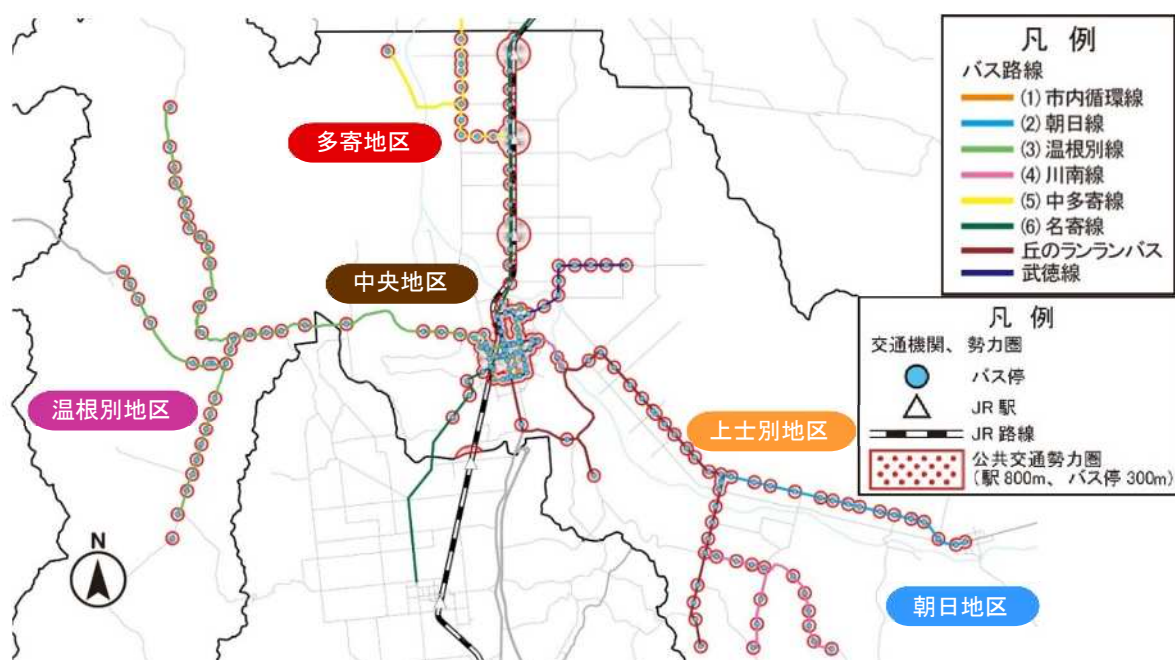 凡 例
バス路線
(1) 市内循環線
(2) 朝日線
(3) 温根別線
(4) 川南線
(5) 中多寄線
(6) 名寄線
丘のランランバス
武徳線
凡 例
交通機関、勢力圏
バス停
JR 駅
JR 路線
公共交通勢力圏
(駅 800m、バス停 300m)
多寄地区
中央地区
温根別地区
上士別地区
朝日地区
N